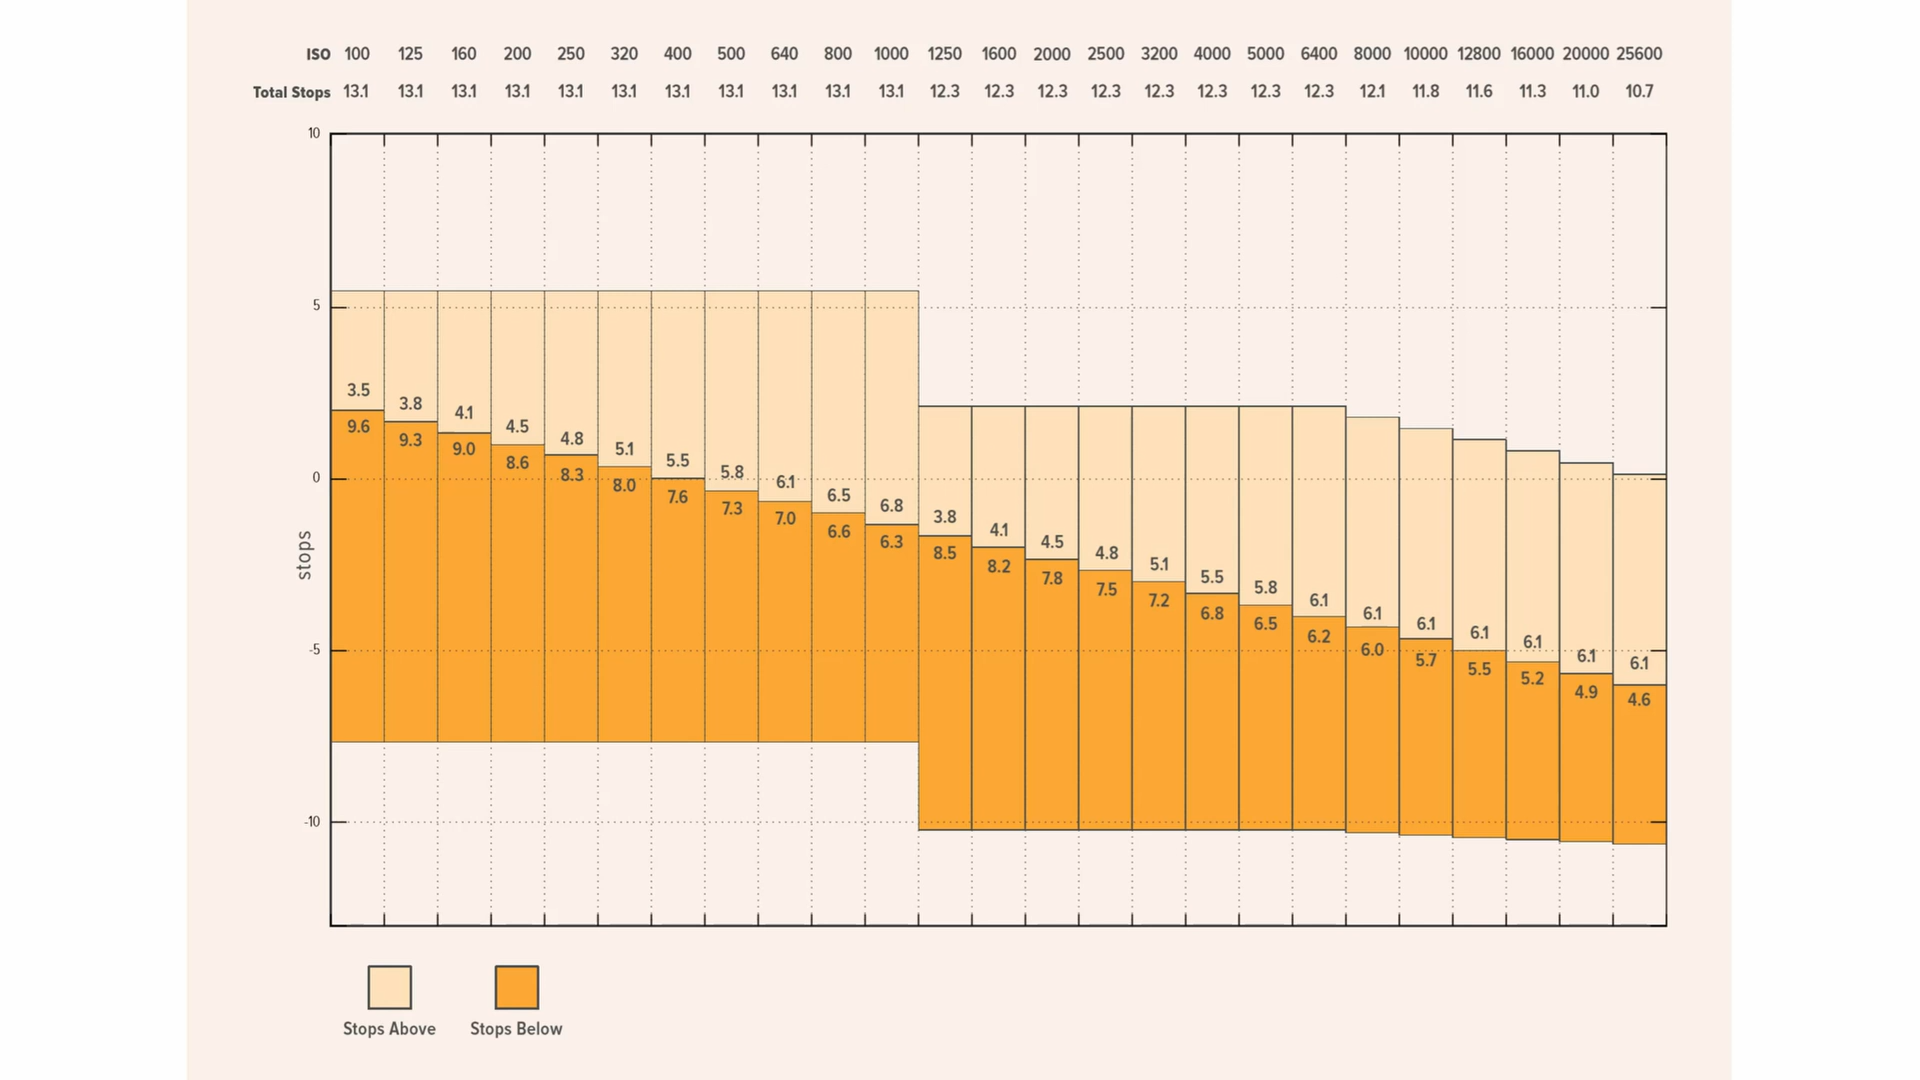 ISO 100 125 160 200 250 320 400 500 640 800 1000 1250 1600 2000 2500 3200 4000 5000 6400 8000 10000 12800 16000 20000 25600
Total Stops 13.1 13.1 13.1 13.1 13.1 13.1 13.1 13.1 13.1 13.1 13.1 12.3 12.3 12.3 12.3 12.3 12.3 12.3 12.3 12.1 11.8 11.6 11.3 11.0 10.7
10
5
0
-5
-10
stops
3.5 3.8 4.1 4.5 4.8 5.1 5.5 5.8 6.1 6.5 6.8 3.8 4.1 4.5 4.8 5.1 5.5 5.8 6.1 6.1 6.1 6.1 6.1 6.1 6.1
9.6 9.3 9.0 8.6 8.3 8.0 7.6 7.3 7.0 6.6 6.3 8.5 8.2 7.8 7.5 7.2 6.8 6.5 6.2 6.0 5.7 5.5 5.2 4.9 4.6
Stops Above Stops Below